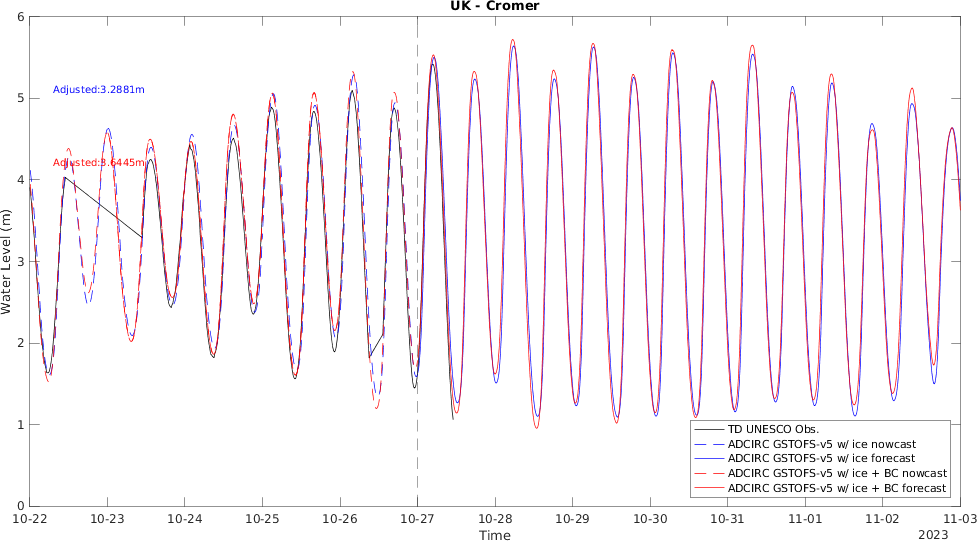 UK - Cromer
6
5
4
3
2
1
0
Water Level (m)
Adjusted:3.2881m
Adjusted:3.6445m
TD UNESCO Obs.
ADCIRC GSTOFS-v5 w/ ice nowcast
ADCIRC GSTOFS-v5 w/ ice forecast
ADCIRC GSTOFS-v5 w/ ice + BC nowcast
ADCIRC GSTOFS-v5 w/ ice + BC forecast
10-22 10-23 10-24 10-25 10-26 10-27 10-28 10-29 10-30 10-31 11-01 11-02 11-03
Time
2023